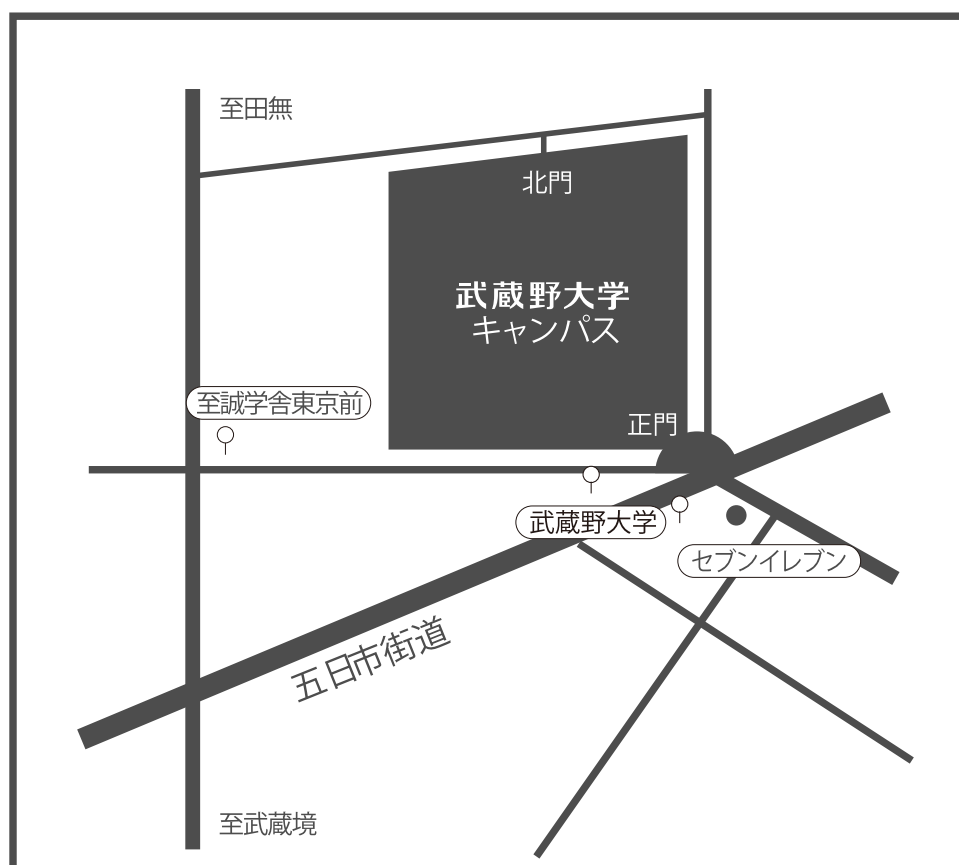 至田無
北門
武蔵野大学
キャンパス
至誠学舎東京前
正門
武蔵野大学
セブンイレブン
五日市街道
至武蔵境